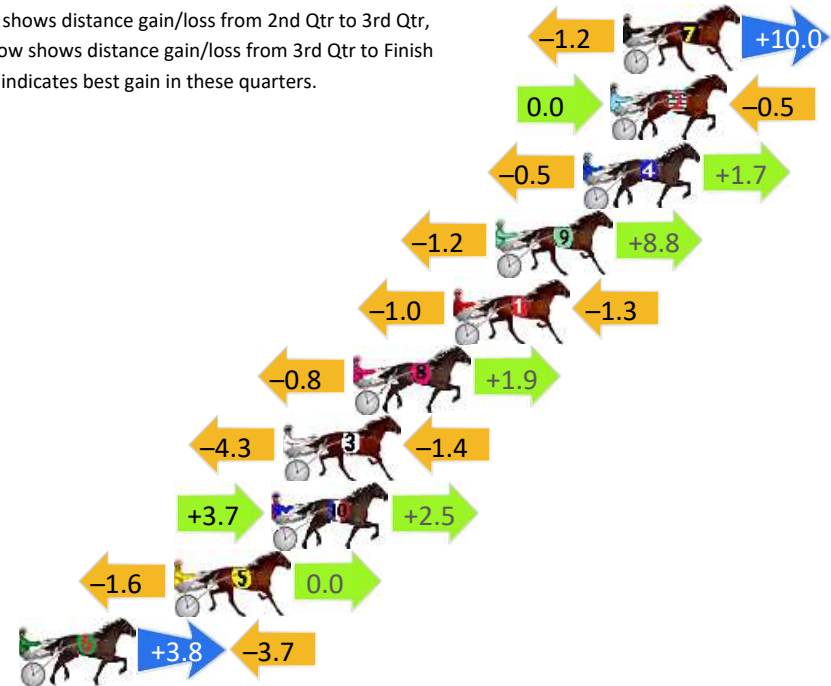 shows distance gain/loss from 2nd Qtr to 3rd Qtr,
ow shows distance gain/loss from 3rd Qtr to Finish
indicates best gain in these quarters.
–1.2 7 +10.0
0.0 2 –0.5
–0.5 4 +1.7
–1.2 9 +8.8
–1.0 1 –1.3
–0.8 8 +1.9
–4.3 3 –1.4
+3.7 10 +2.5
–1.6 5 0.0
6 +3.8 –3.7